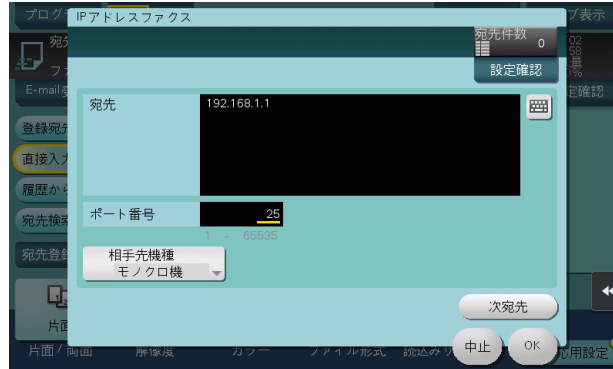 プログ
IPアドレスファクス
プ表示
宛先件数 0
宛先
設定確認
E-mail
定確認
宛先
192.168.1.1
登録宛先
直接入力
履歴から
宛先検索
ポート番号
25
1 - 65535
宛先登録
相手先機種
モノクロ機
次宛先
片面
片面/両面
解像度
カラー
ファイル形式
読込み
中止
OK
応用設定